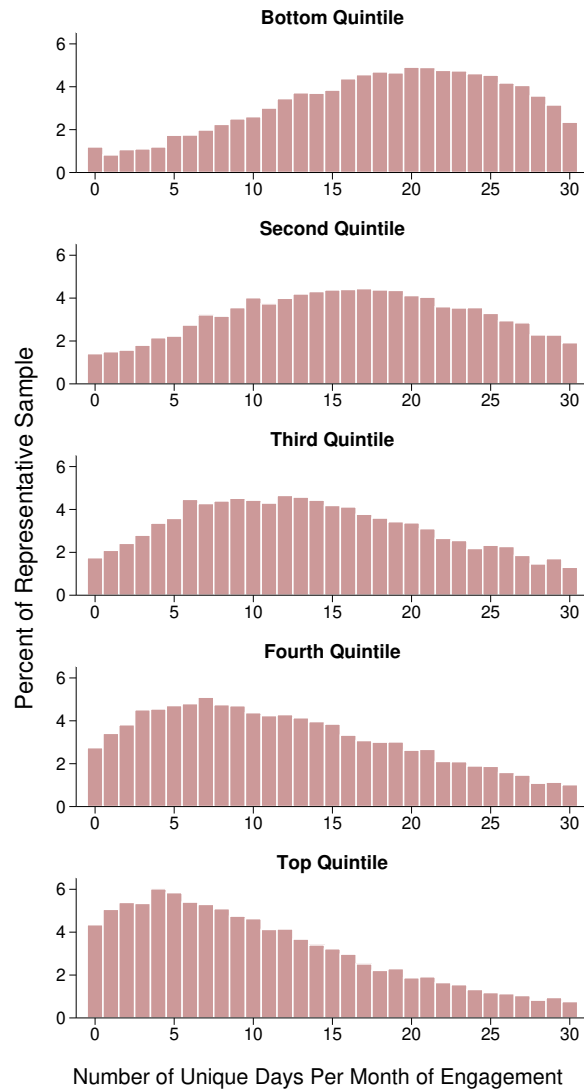 Bottom Quintile
6
4
2
0
0 5 10 15 20 25 30
Second Quintile
6
4
2
0
0 5 10 15 20 25 30
Percent of Representative Sample
Third Quintile
6
4
2
0
0 5 10 15 20 25 30
Fourth Quintile
6
4
2
0
0 5 10 15 20 25 30
Top Quintile
6
4
2
0
0 5 10 15 20 25 30
Number of Unique Days Per Month of Engagement